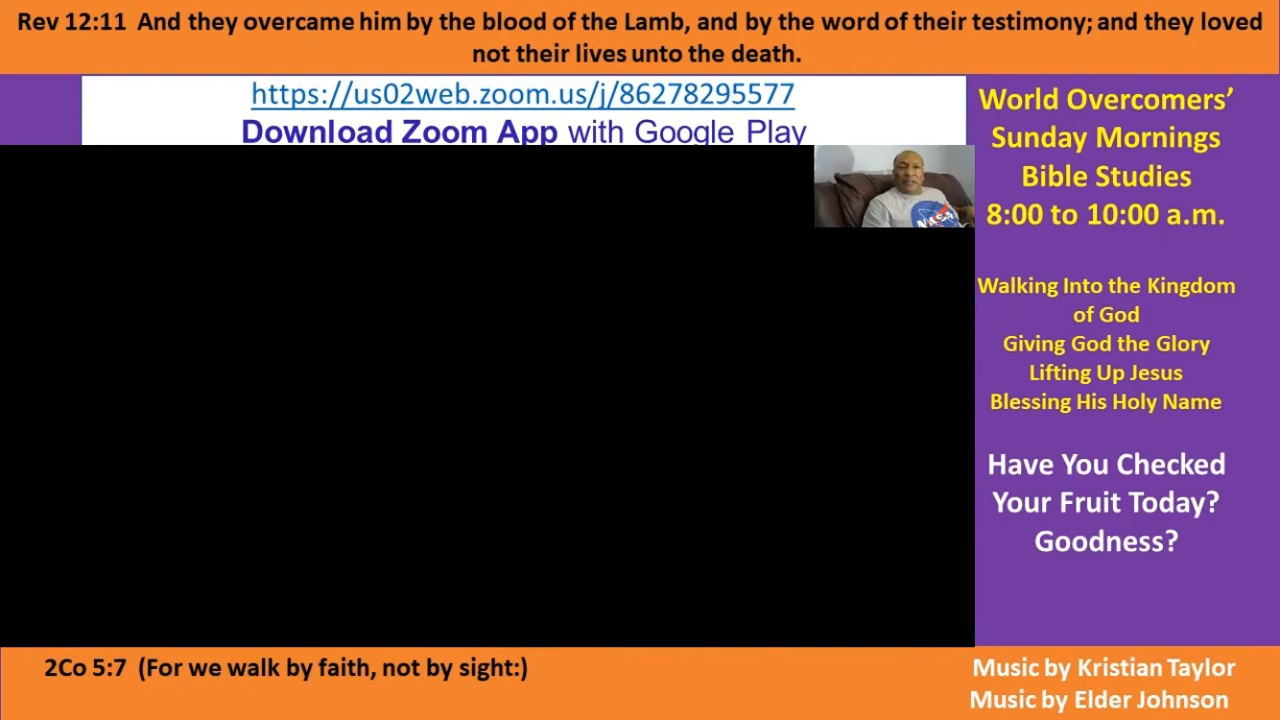 Rev 12:11 And they overcame him by the blood of the Lamb, and by the word of their testimony; and they loved
not their lives unto the death.
https://us02web.zoom.us/j/86278295577
Download Zoom App with Google Play
World Overcomers’
Sunday Mornings
Bible Studies
8:00 to 10:00 a.m.
NASA
Walking Into the Kingdom
of God
Giving God the Glory
Lifting Up Jesus
Blessing His Holy Name
Have You Checked
Your Fruit Today?
Goodness?
2Co 5:7 (For we walk by faith, not by sight:)
Music by Kristian Taylor
Music by Elder Johnson